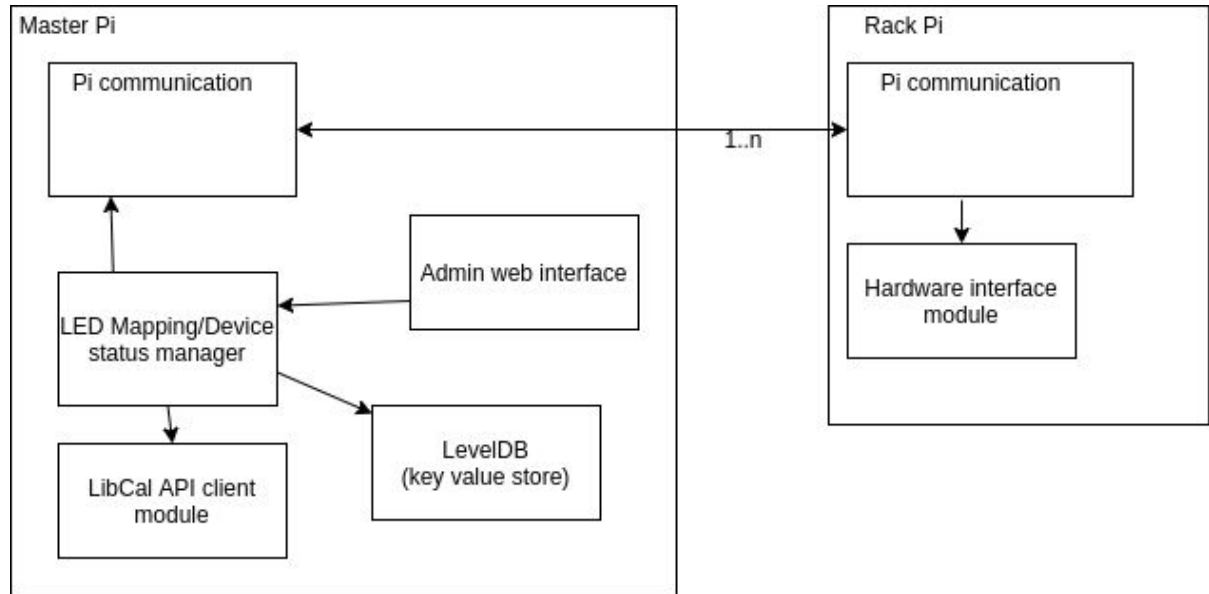 Master Pi
Pi communication
Admin web interface
LED Mapping/Device
status manager
LevelDB
(key value store)
LibCal API client
module
1..n
Rack Pi
Pi communication
Hardware interface
module